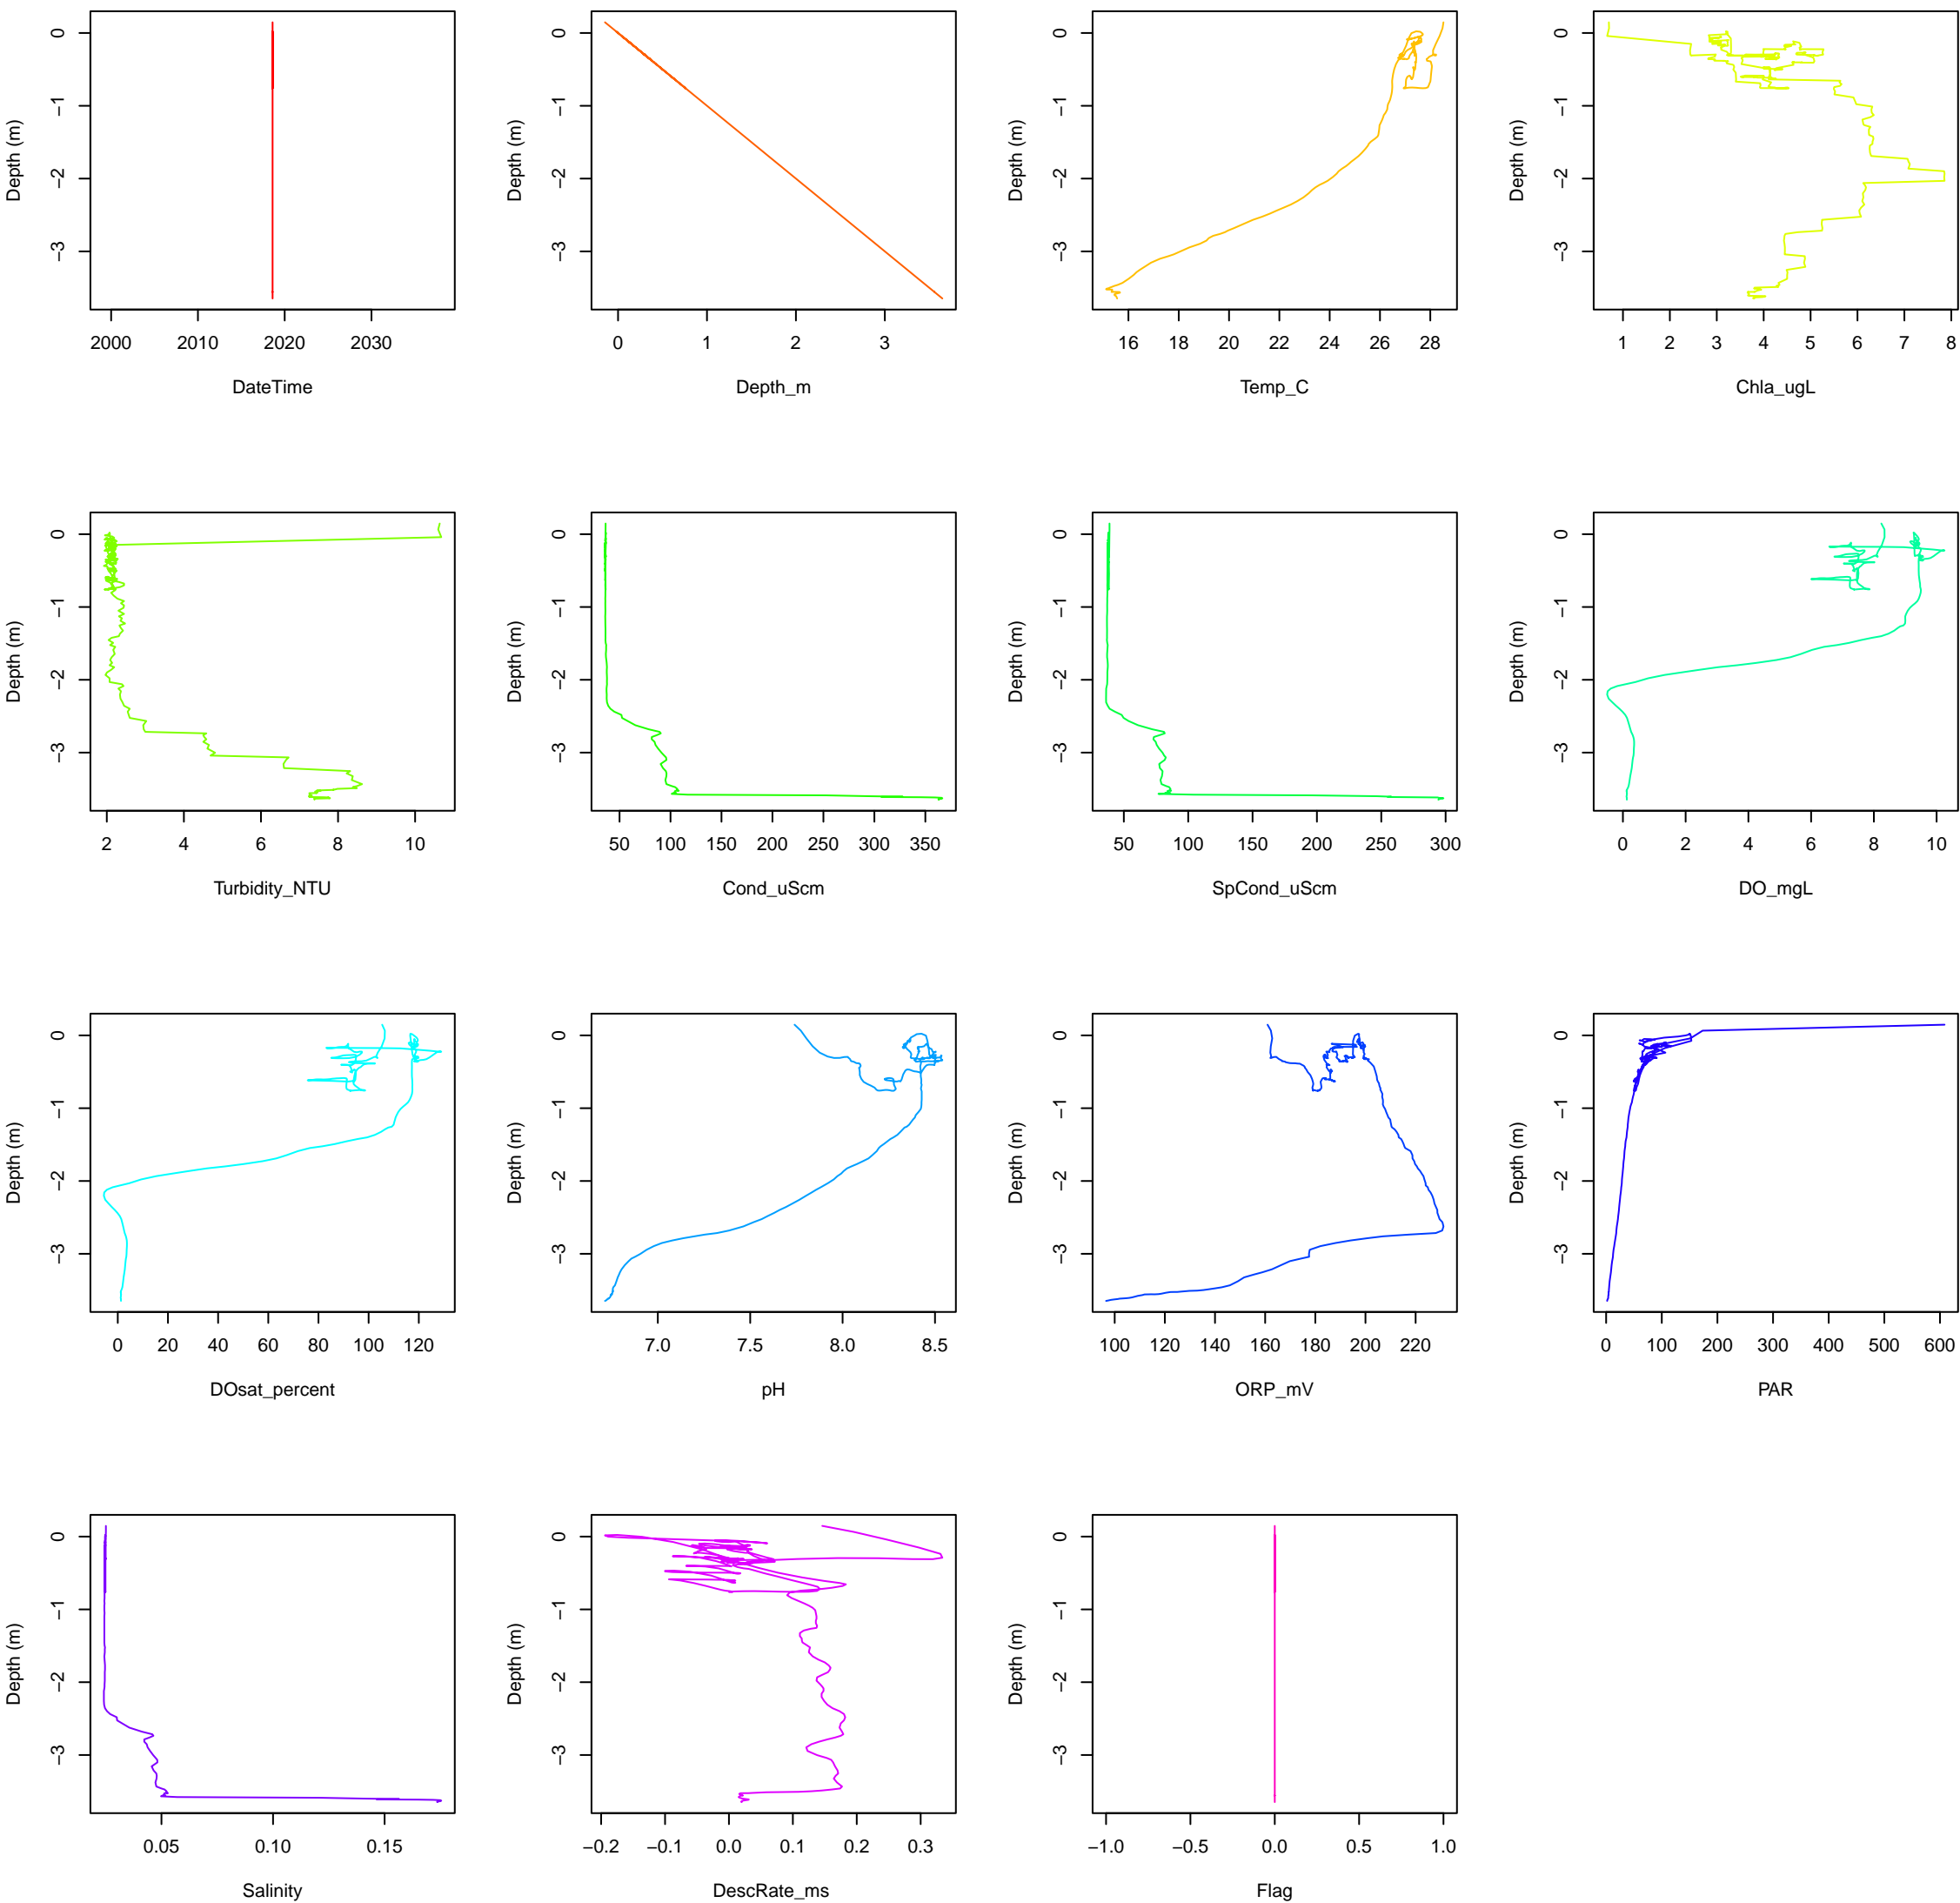 Depth (m)
0
−1
−2
−3
2000 2010 2020 2030
DateTime
Depth (m)
0
−1
−2
−3
0 1 2 3
Depth_m
Depth (m)
0
−1
−2
−3
16 18 20 22 24 26 28
Temp_C
Depth (m)
0
−1
−2
−3
1 2 3 4 5 6 7 8
Chla_ugL
Depth (m)
0
−1
−2
−3
2 4 6 8 10
Turbidity_NTU
Depth (m)
0
−1
−2
−3
50 100 150 200 250 300 350
Cond_uScm
Depth (m)
0
−1
−2
−3
50 100 150 200 250 300
SpCond_uScm
Depth (m)
0
−1
−2
−3
0 2 4 6 8 10
DO_mgL
Depth (m)
0
−1
−2
−3
0 20 40 60 80 100 120
DOsat_percent
Depth (m)
0
−1
−2
−3
7.0 7.5 8.0 8.5
pH
Depth (m)
0
−1
−2
−3
100 120 140 160 180 200 220
ORP_mV
Depth (m)
0
−1
−2
−3
0 100 200 300 400 500 600
PAR
Depth (m)
0
−1
−2
−3
0.05 0.10 0.15
Salinity
Depth (m)
0
−1
−2
−3
−0.2 −0.1 0.0 0.1 0.2 0.3
DescRate_ms
Depth (m)
0
−1
−2
−3
−1.0 −0.5 0.0 0.5 1.0
Flag